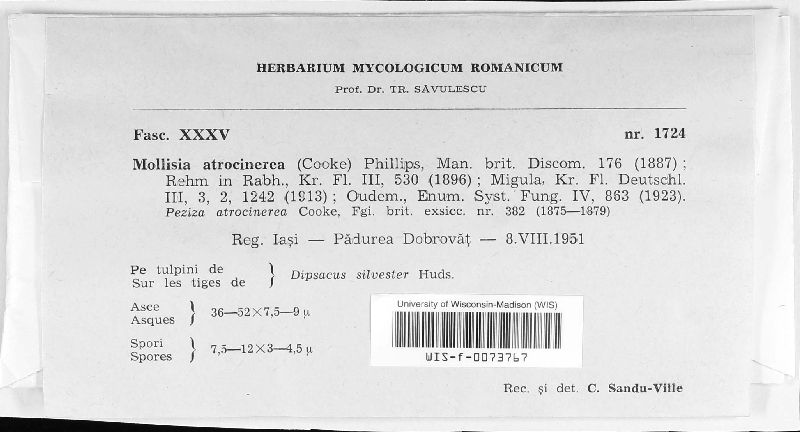 HERBARIUM MYCOLOGICUM ROMANICUM
Prof. Dr. TR. SĂVULESCU
Fasc. XXXV nr. 1724
Mollisia atrocinerea (Cooke) Phillips, Man. brit. Discom. 176 (1887) ;
Rehm in Rabh., Kr. Fl. III, 530 (1896) ; Migula, Kr. Fl. Deutschl.
III, 3, 2, 1242 (1913) ; Oudem., Enum. Syst. Fung. IV, 863 (1923).
Peziza atrocinerea Cooke, Fgi. brit. exsicc. nr. 382 (1875—1879)
Reg. Iași — Pădurea Dobrovăț — 8.VIII.1951
Pe tulpini de
Sur les tiges de } Dipsacus silvester Huds.
Asce
Asques } 36—52×7,5—9 µ
Spori
Spores } 7,5—12×3—4,5 µ
University of Wisconsin-Madison (WIS)
WIS-f-0073767
Rec. și det. C. Sandu-Ville